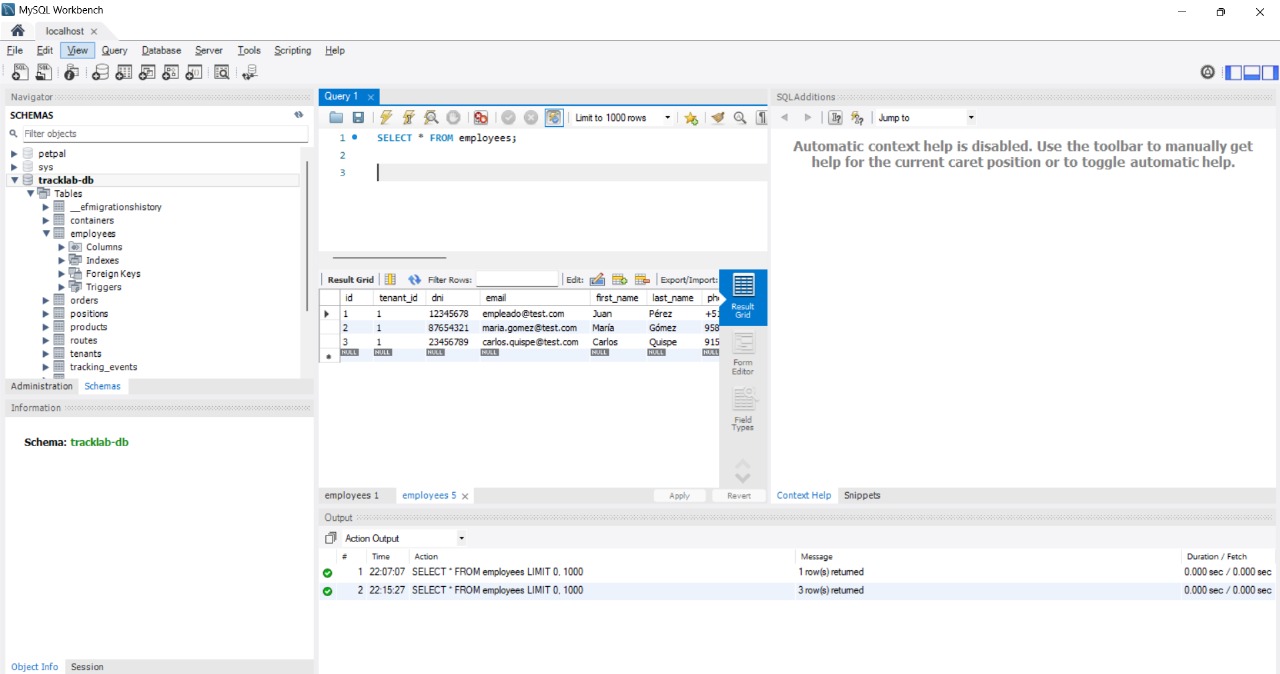 MySQL Workbench
localhost
File Edit View Query Database Server Tools Scripting Help
Navigator
SCHEMAS
Filter objects
petpal
sys
tracklab-db
Tables
__efmigrationshistory
containers
employees
Columns
Indexes
Foreign Keys
Triggers
orders
positions
products
routes
tenants
tracking_events
Administration Schemas
Information
Schema: tracklab-db
Object Info Session
Query 1
Limit to 1000 rows
1 SELECT * FROM employees;
2
3
Result Grid Filter Rows: Edit: Export/Import:
id tenant_id dni email first_name last_name
1 1 12345678 empleado@test.com Juan Pérez
2 1 87654321 maria.gomez@test.com María Gómez 958
3 1 23456789 carlos.quispe@test.com Carlos Quispe 915
NULL NULL NULL NULL NULL NULL NULL
Result
Grid
Form
Editor
Field
Types
employees 1 employees 5 Apply Revert
SQLAdditions
Jump to
Automatic context help is disabled. Use the toolbar to manually get
help for the current caret position or to toggle automatic help.
Context Help Snippets
Output
Action Output
# Time Action Message Duration / Fetch
1 22:07:07 SELECT * FROM employees LIMIT 0, 1000 1 row(s) returned 0.000 sec / 0.000 sec
2 22:15:27 SELECT * FROM employees LIMIT 0, 1000 3 row(s) returned 0.000 sec / 0.000 sec